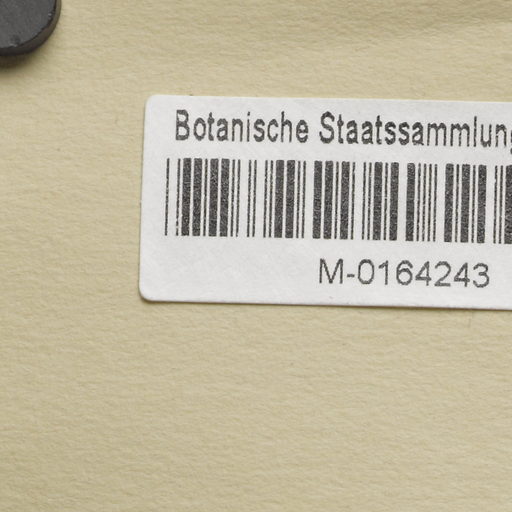 Botanische Staatssammlung
M-0164243